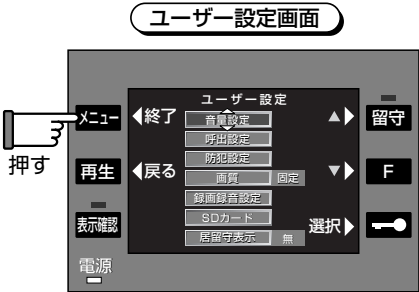 ユーザー設定画面
ユーザー設定
メニュー
◀終了
音量設定
▲▶
留守
押す
呼出設定
防犯設定
再生
◀戻る
画質
固定
▼▶
F
録画録音設定
表示確認
SDカード
選択▶
居留守表示
無
電源